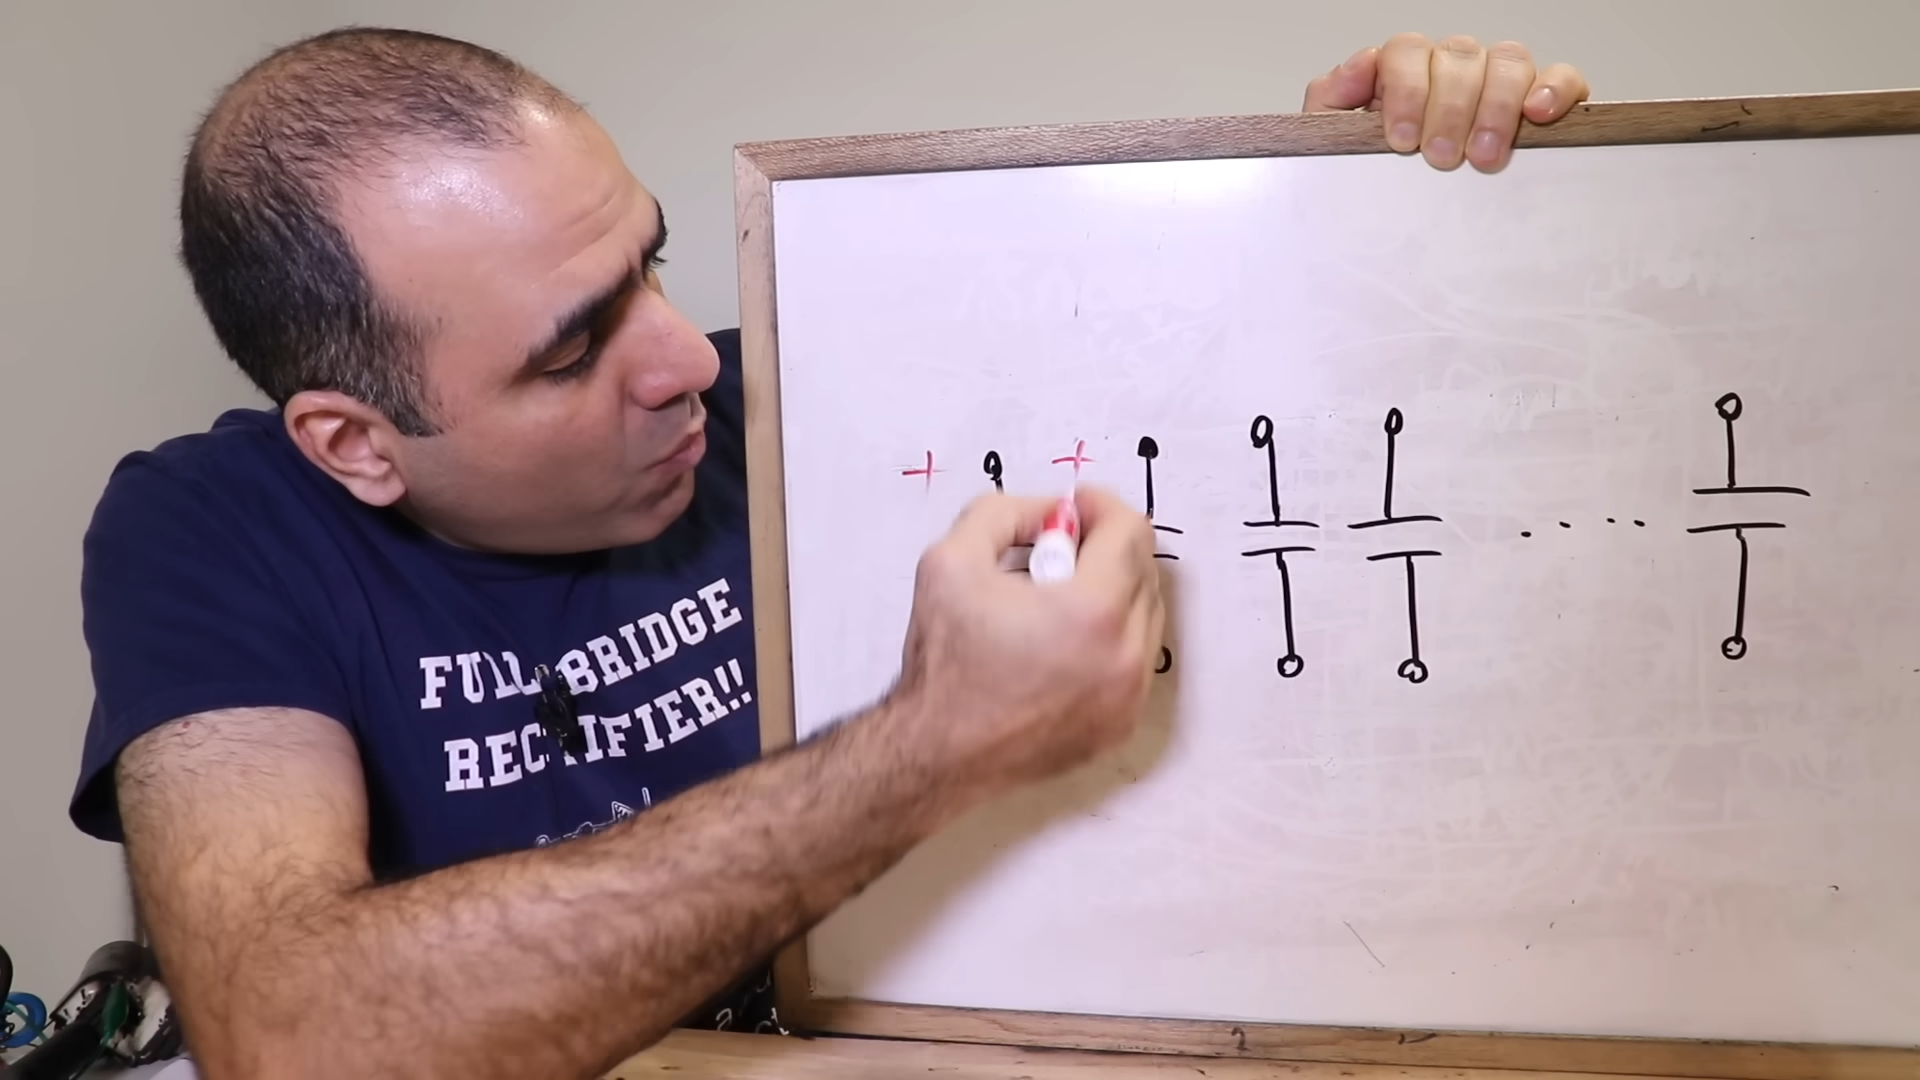 FULL BRIDGE
RECTIFIER!!
+ +